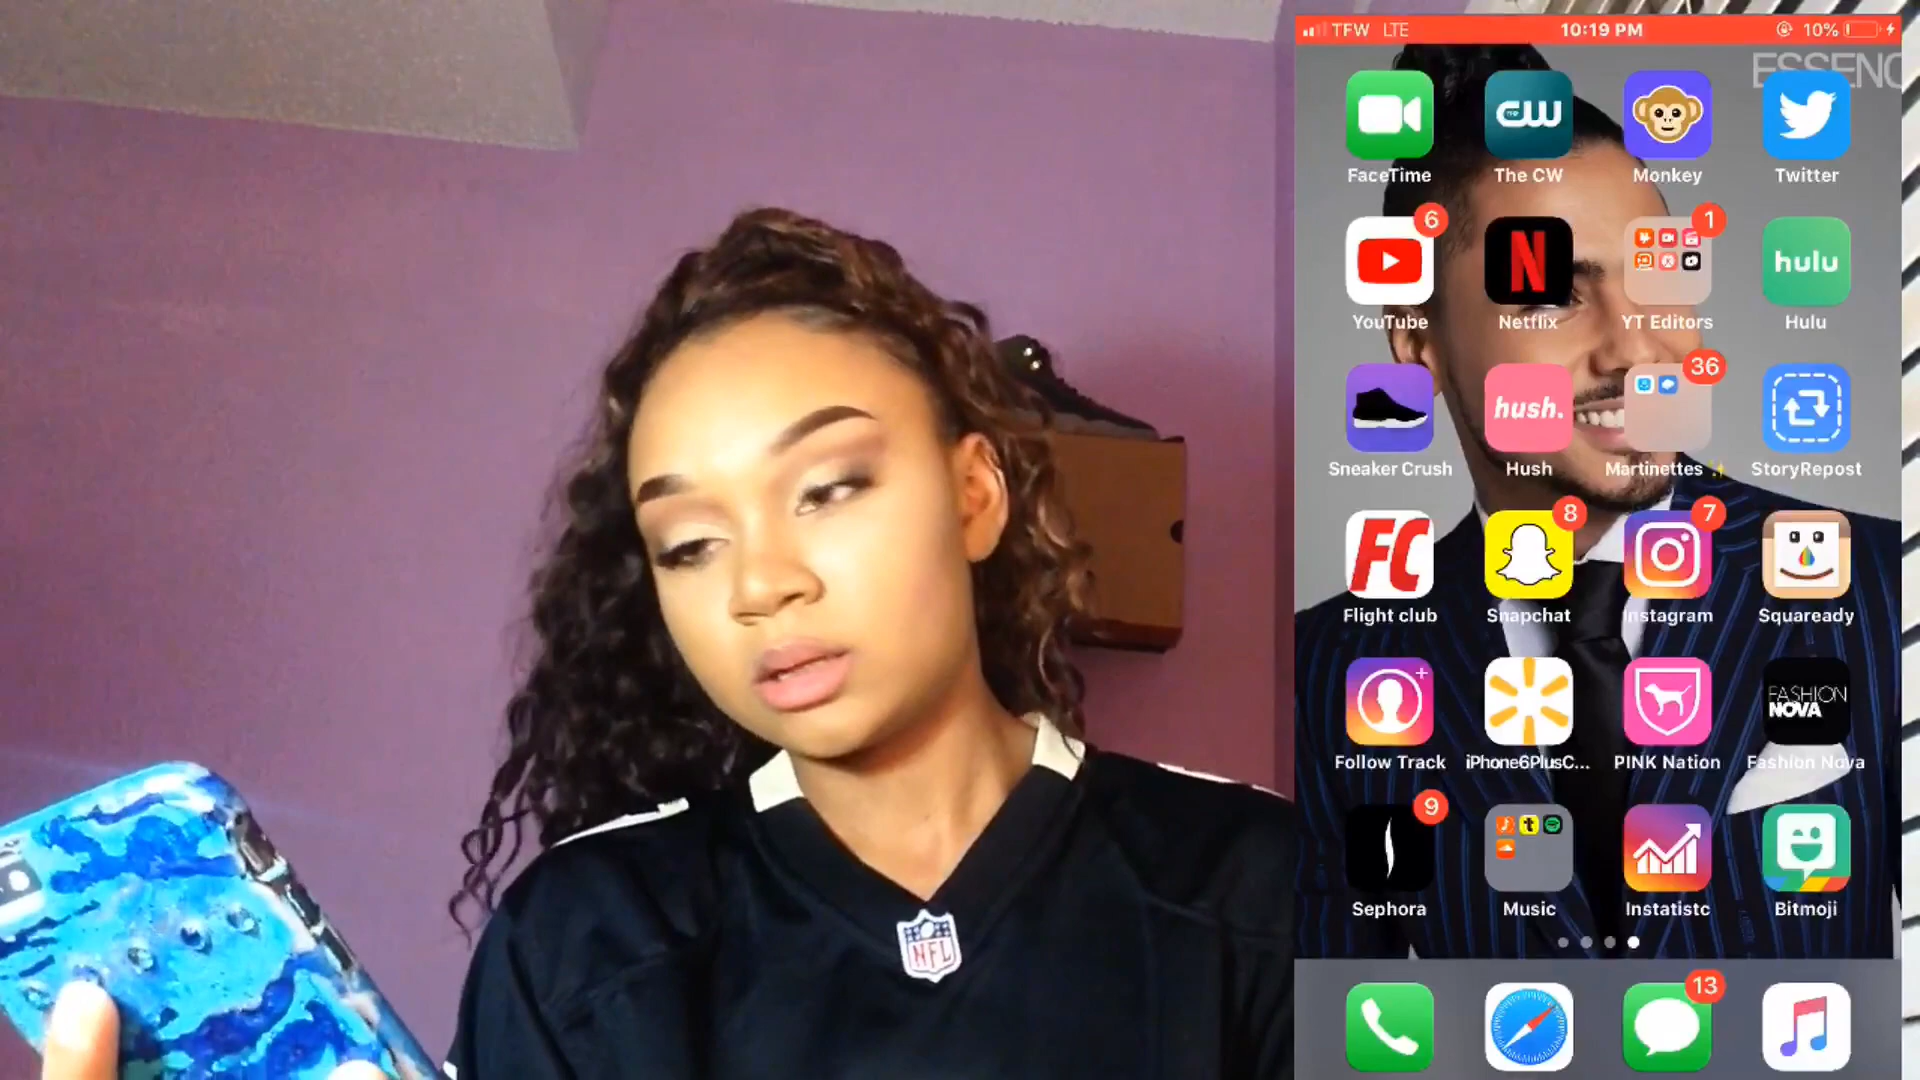 TFW LTE 10:19 PM 10%
ESSENC
CW
FaceTime The CW Monkey Twitter
6 1
N hulu
YouTube Netflix YT Editors Hulu
36
hush.
Sneaker Crush Hush Martinettes StoryRepost
8 7
FC
Flight club Snapchat Instagram Squaready
FASHION
NOVA
Follow Track iPhone6PlusC... PINK Nation Fashion Nova
9
t
Sephora Music Instatistc Bitmoji
13
NFL